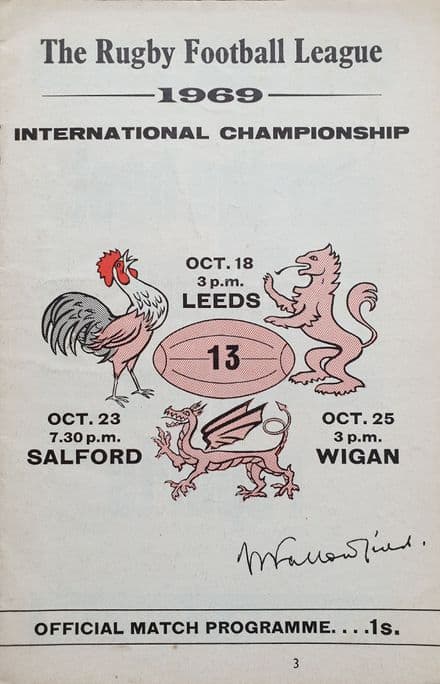 The Rugby Football League
1969
INTERNATIONAL CHAMPIONSHIP
OCT. 18
3 p.m.
LEEDS
13
OCT. 23
7.30 p.m.
SALFORD
OCT. 25
3 p.m.
WIGAN
OFFICIAL MATCH PROGRAMME. . . .1s.
3